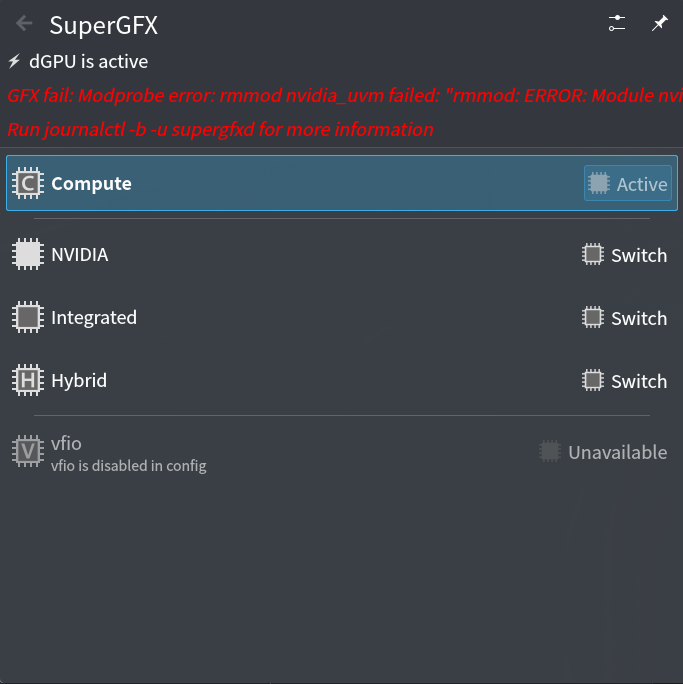 SuperGFX
dGPU is active
GFX fail: Modprobe error: rmmod nvidia_uvm failed: "rmmod: ERROR: Module nvi
Run journalctl -b -u supergfxd for more information
C Compute Active
NVIDIA Switch
Integrated Switch
H Hybrid Switch
V vfio Unavailable
vfio is disabled in config